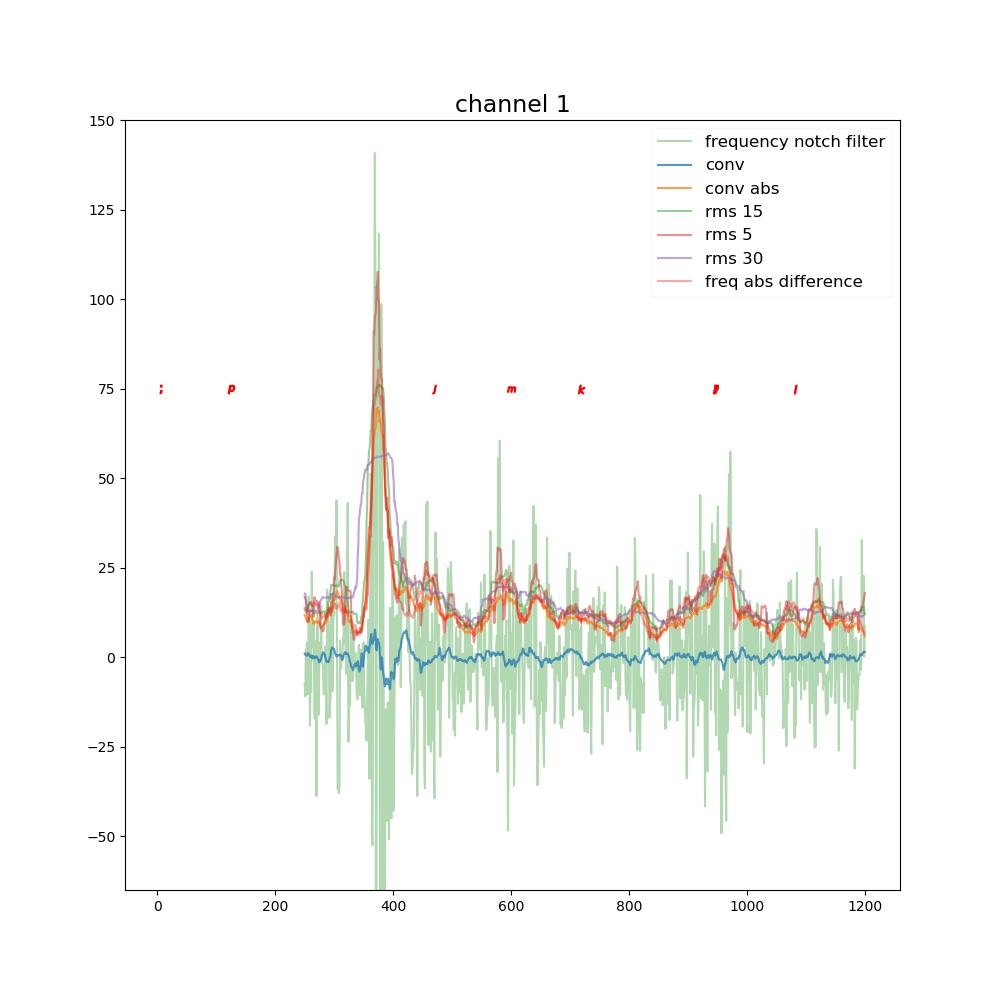 channel 1
150
frequency notch filter
conv
conv abs
rms 15
rms 5
rms 30
freq abs difference
125
100
75
; p j m k p l
50
25
0
−25
−50
0 200 400 600 800 1000 1200